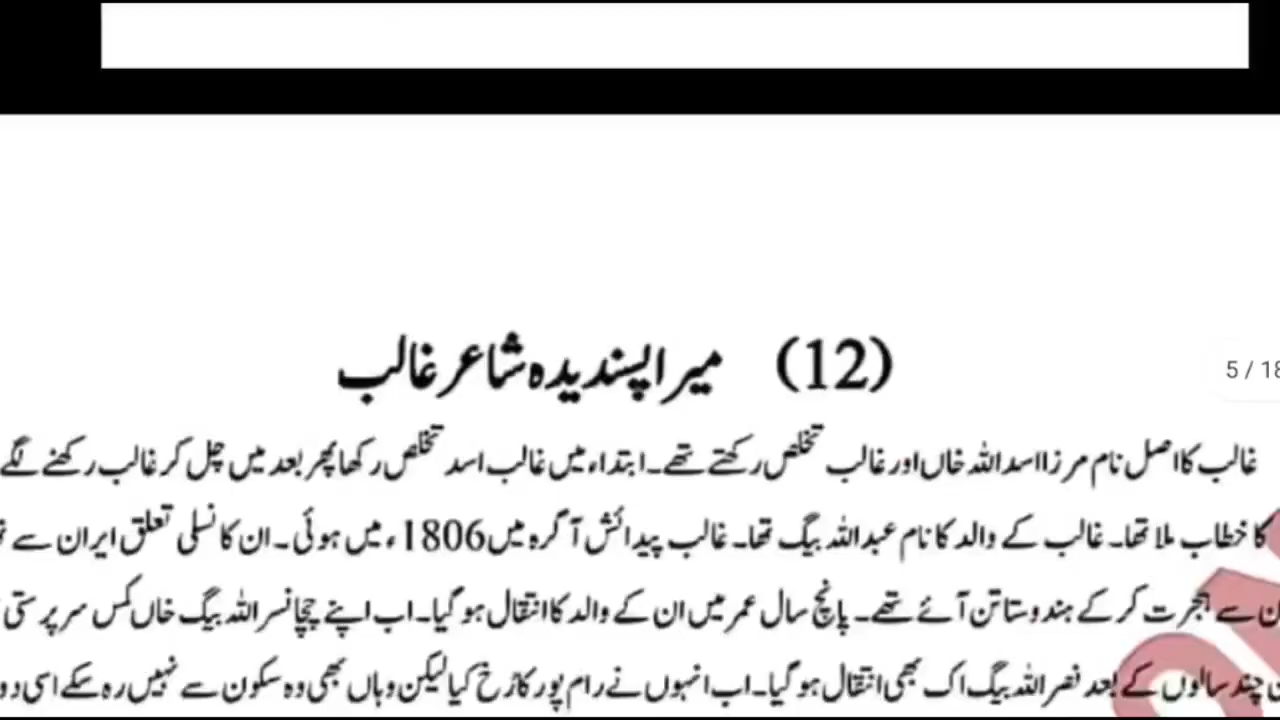 (12) میرا پسندیدہ شاعر غالب
5 / 18
غالب کا اصل نام مرزا اسد اللہ خاں اور غالب تخلص رکھتے تھے۔ ابتداء میں غالب اسد تخلص رکھا پھر بعد میں چل کر غالب رکھنے لگے
کا خطاب ملا تھا۔ غالب کے والد کا نام عبداللہ بیگ تھا۔ غالب پیدائش آگرہ میں 1806ء میں ہوئی۔ ان کا نسلی تعلق ایران سے
سے ہجرت کر کے ہندوستاتن آئے تھے۔ پانچ سال عمر میں ان کے والد کا انتقال ہو گیا۔ اب اپنے چچا نسر اللہ بیگ خاں کس سر پرستی
چند سالوں کے بعد نصر اللہ بیگ اک بھی انتقال ہو گیا۔ اب انہوں نے رام پور کا رخ کیا لیکن وہاں بھی وہ سکون سے نہیں رہ سکے اسی